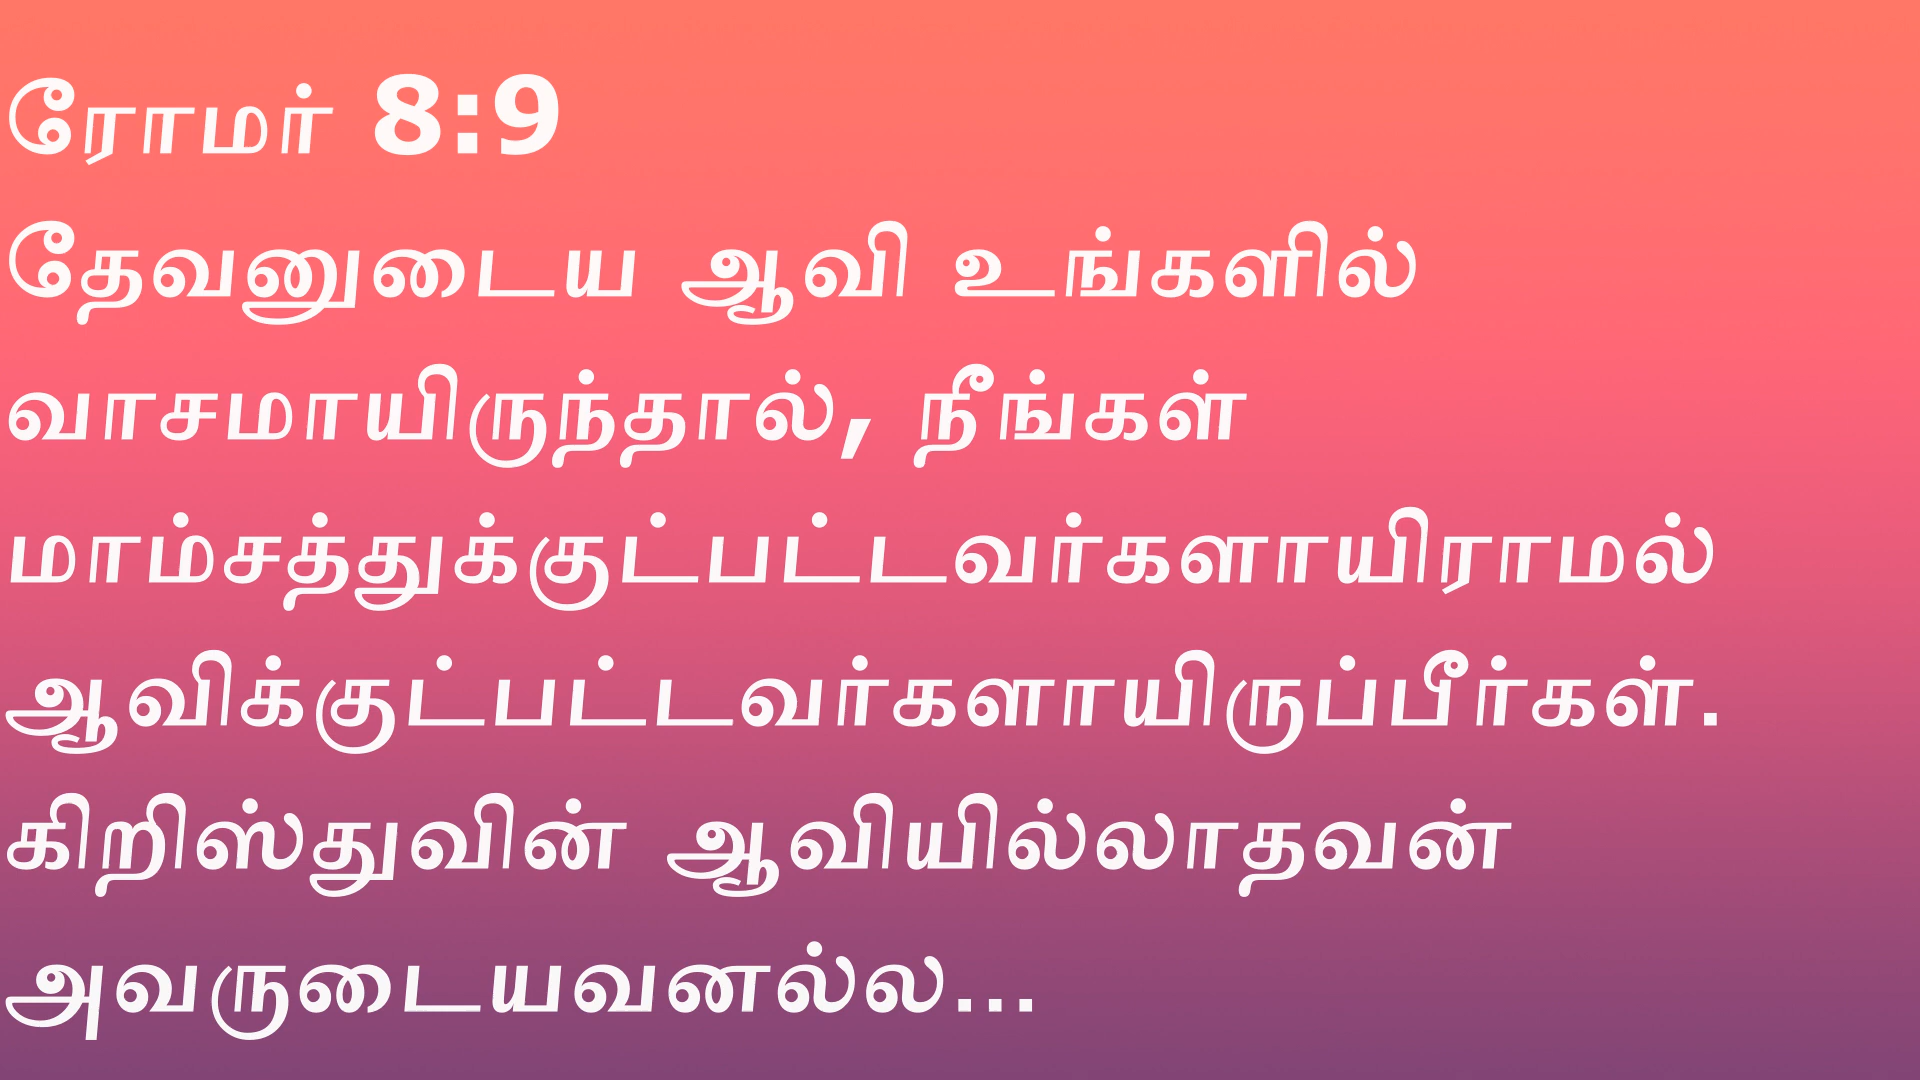 ரோமர் 8:9
தேவனுடைய ஆவி உங்களில்
வாசமாயிருந்தால், நீங்கள்
மாம்சத்துக்குட்பட்டவர்களாயிராமல்
ஆவிக்குட்பட்டவர்களாயிருப்பீர்கள்.
கிறிஸ்துவின் ஆவியில்லாதவன்
அவருடையவனல்ல...